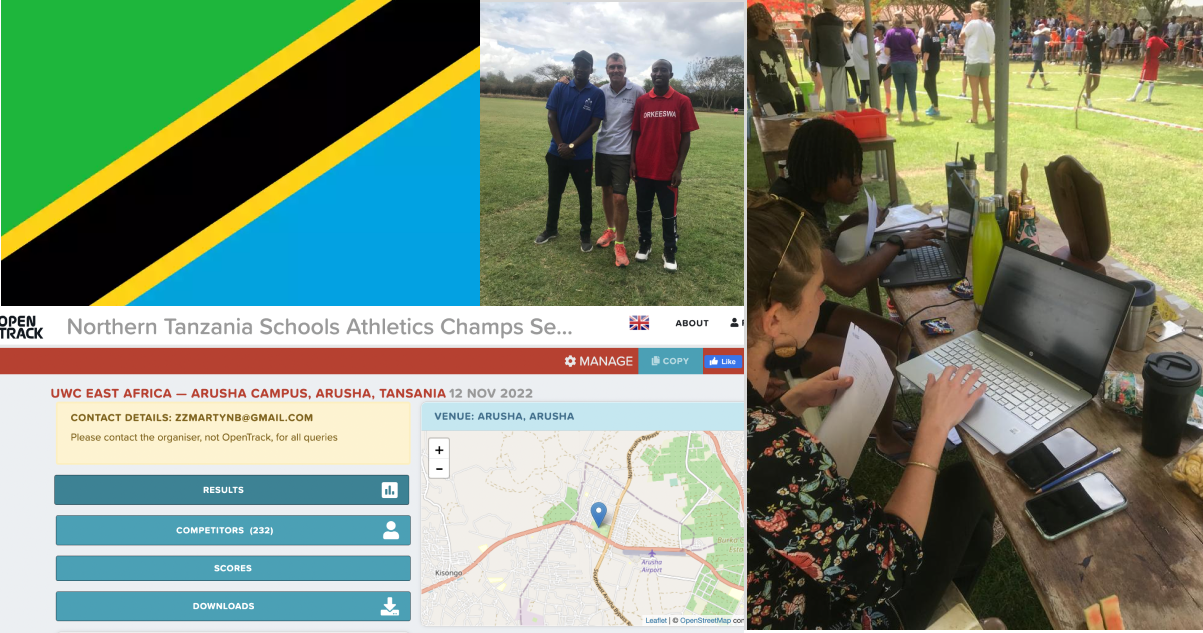 ORKEESWA
OPEN
TRACK
Northern Tanzania Schools Athletics Champs Se...
ABOUT
MANAGE
COPY
Like
UWC EAST AFRICA — ARUSHA CAMPUS, ARUSHA, TANSANIA 12 NOV 2022
CONTACT DETAILS: ZZMARTYNB@GMAIL.COM
Please contact the organiser, not OpenTrack, for all queries
RESULTS
COMPETITORS (232)
SCORES
DOWNLOADS
VENUE: ARUSHA, ARUSHA
+
−
Kisongo
Arusha
Airport
Leaflet | © OpenStreetMap